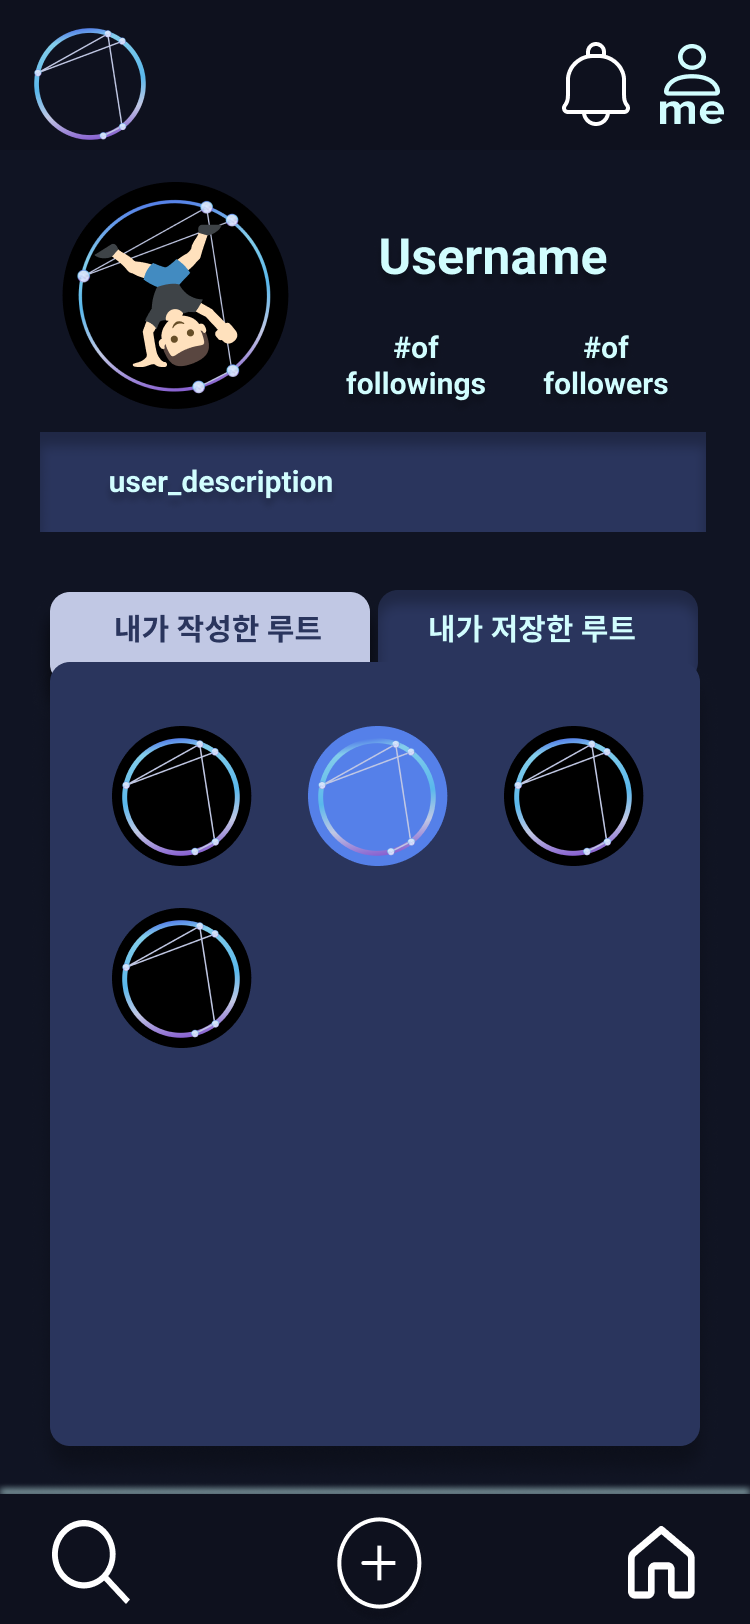 me
Username
#of
followings
#of
followers
user_description
내가 작성한 루트
내가 저장한 루트